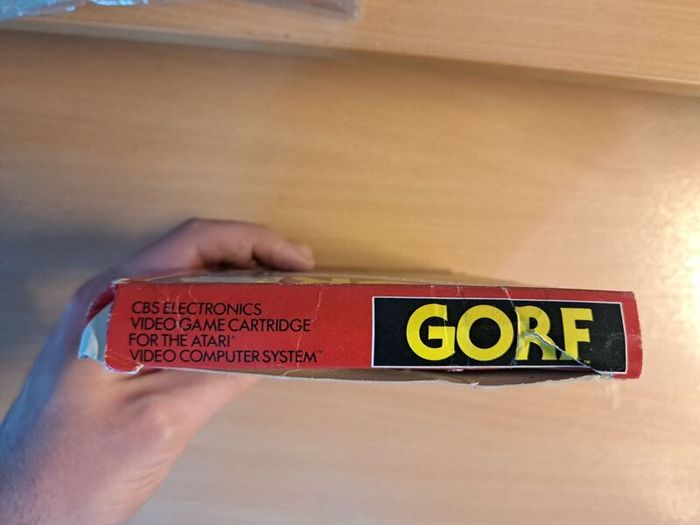 CBS ELECTRONICS
VIDEO GAME CARTRIDGE
FOR THE ATARI®
VIDEO COMPUTER SYSTEM™
GORF